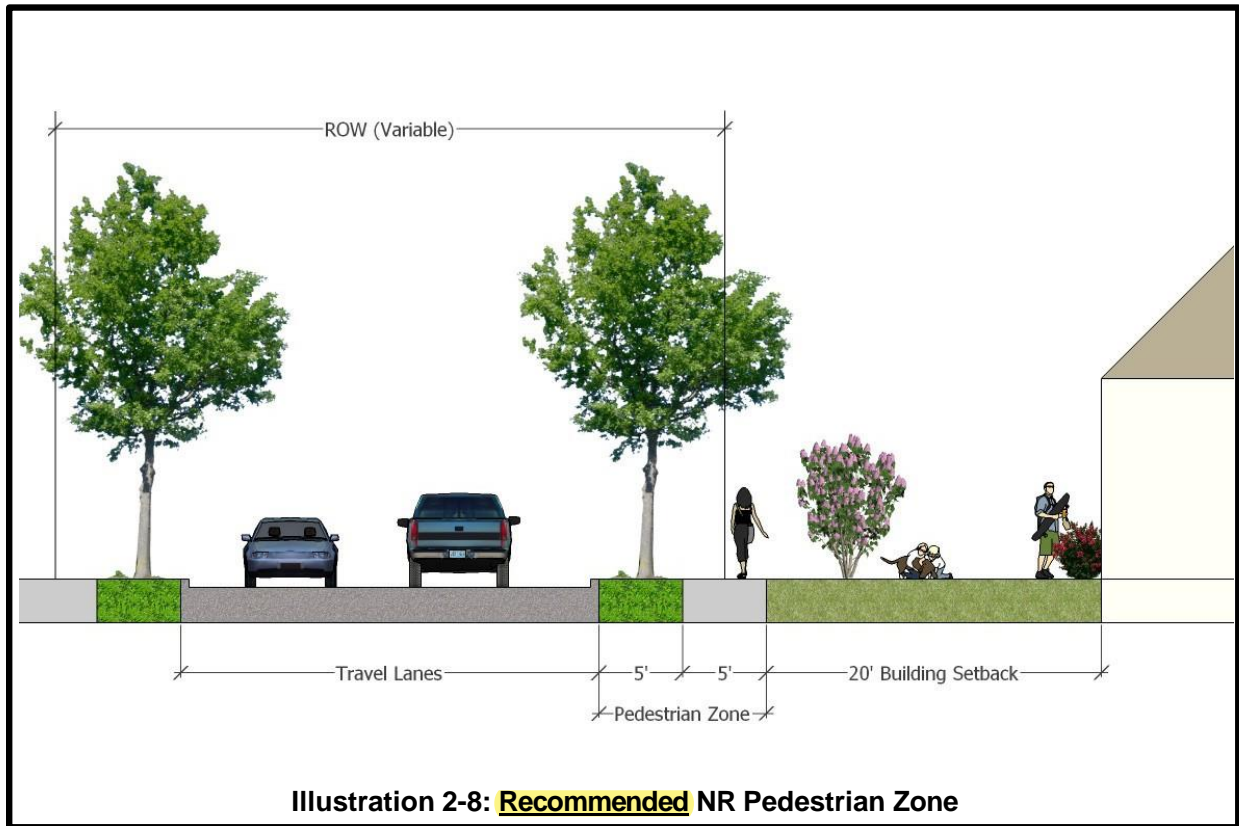 ROW (Variable)
Travel Lanes
5'
5'
20' Building Setback
Pedestrian Zone
Illustration 2-8: Recommended NR Pedestrian Zone